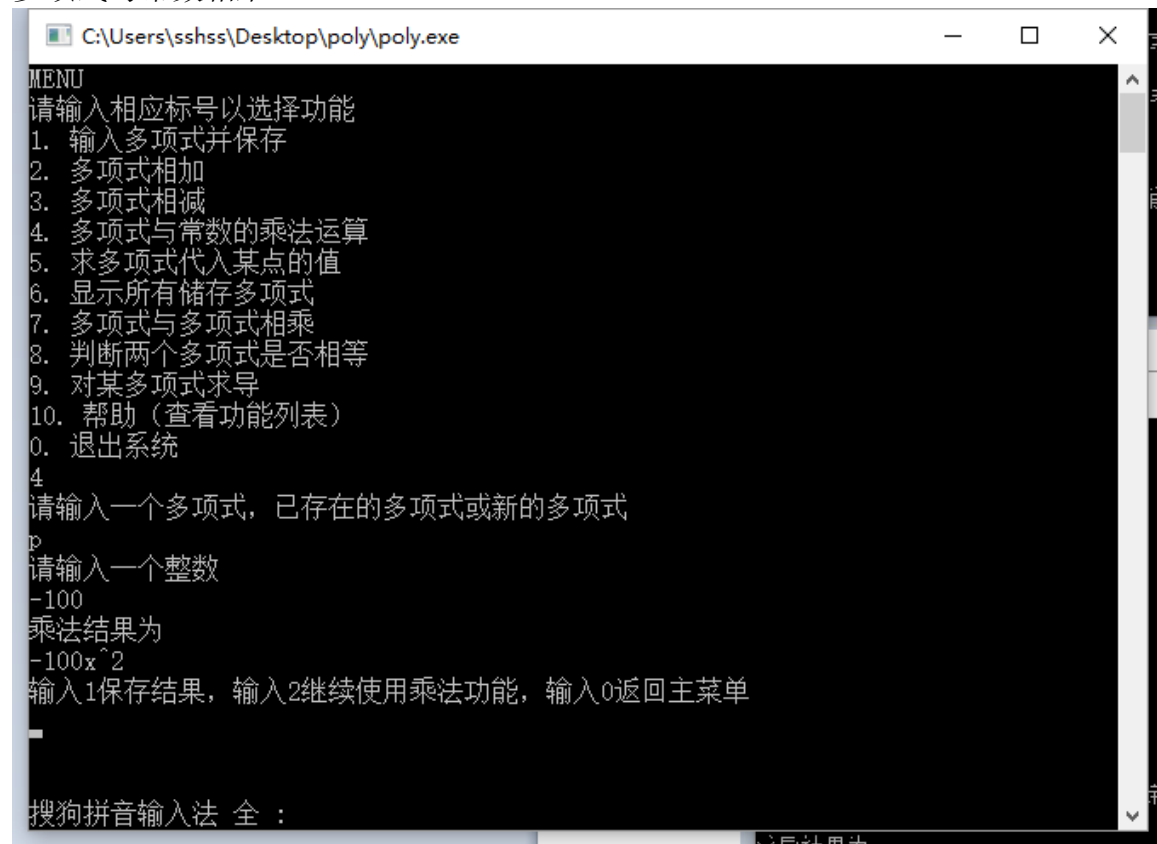 C:\Users\sshss\Desktop\poly\poly.exe
MENU
请输入相应标号以选择功能
1. 输入多项式并保存
2. 多项式相加
3. 多项式相减
4. 多项式与常数的乘法运算
5. 求多项式代入某点的值
6. 显示所有储存多项式
7. 多项式与多项式相乘
8. 判断两个多项式是否相等
9. 对某多项式求导
10. 帮助（查看功能列表）
0. 退出系统
4
请输入一个多项式，已存在的多项式或新的多项式
p
请输入一个整数
-100
乘法结果为
-100x^2
输入1保存结果，输入2继续使用乘法功能，输入0返回主菜单
搜狗拼音输入法 全 :